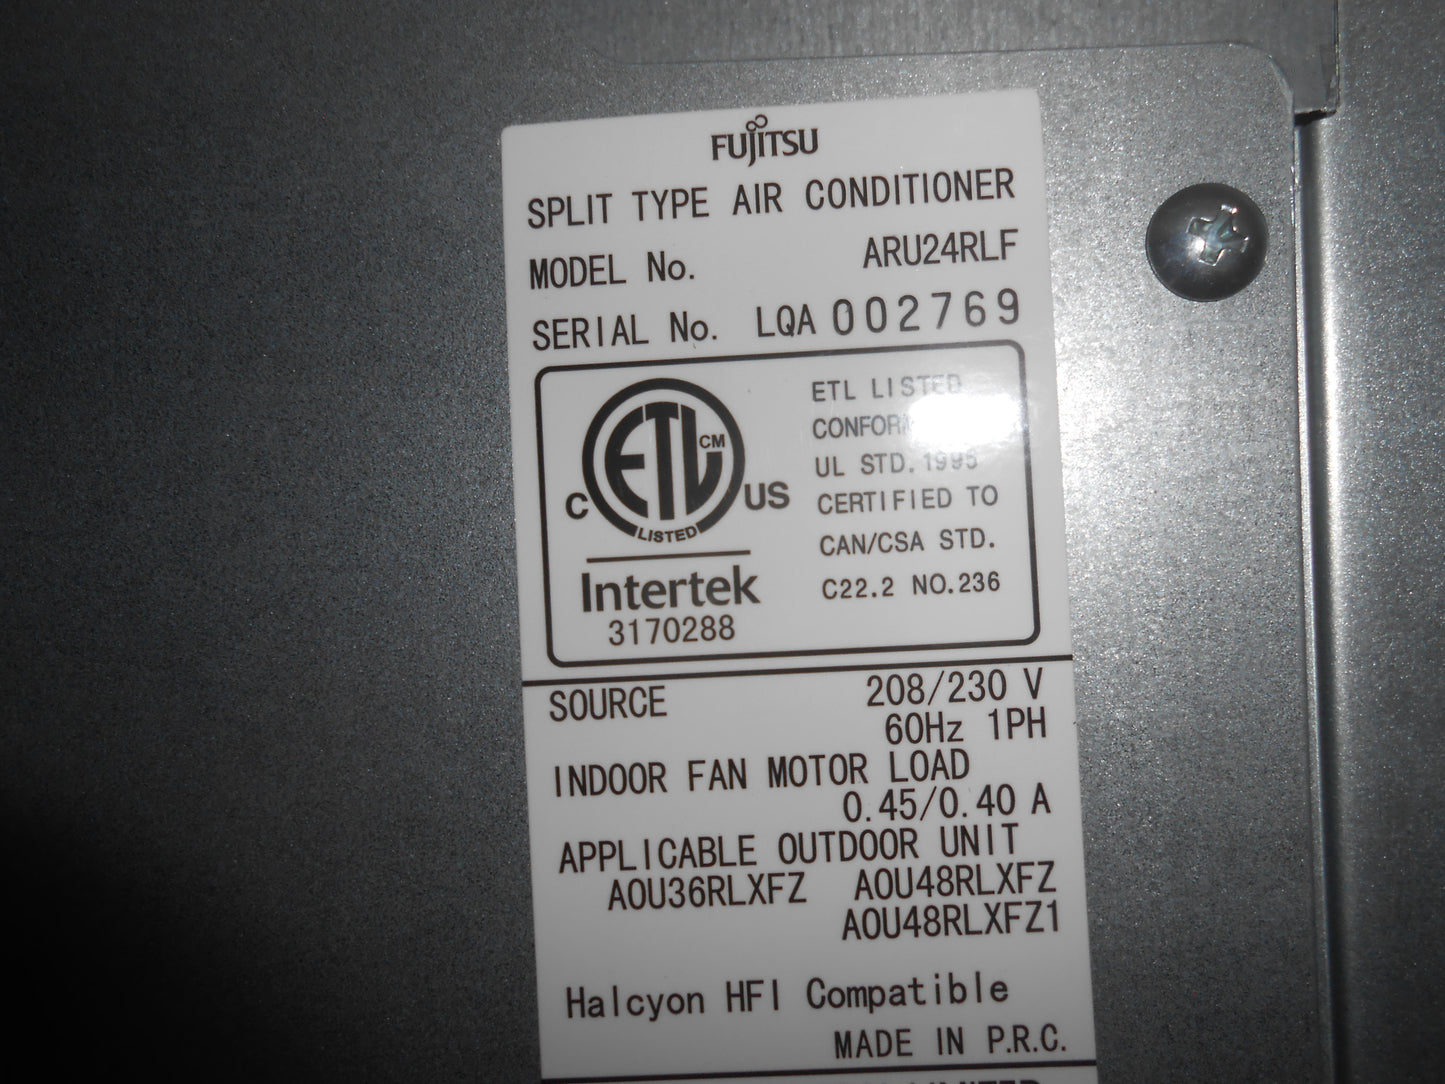 FUJITSU
SPLIT TYPE AIR CONDITIONER
MODEL No. ARU24RLF
SERIAL No. LQA 002769
ETL CM
LISTED
C US
Intertek
3170288
ETL LISTED
UL STD. 1995
CERTIFIED TO
CAN/CSA STD.
C22.2 NO.236
SOURCE 208/230 V
60Hz 1PH
INDOOR FAN MOTOR LOAD
0.45/0.40 A
APPLICABLE OUTDOOR UNIT
AOU36RLXFZ AOU48RLXFZ
AOU48RLXFZ1
Halcyon HFI Compatible
MADE IN P.R.C.